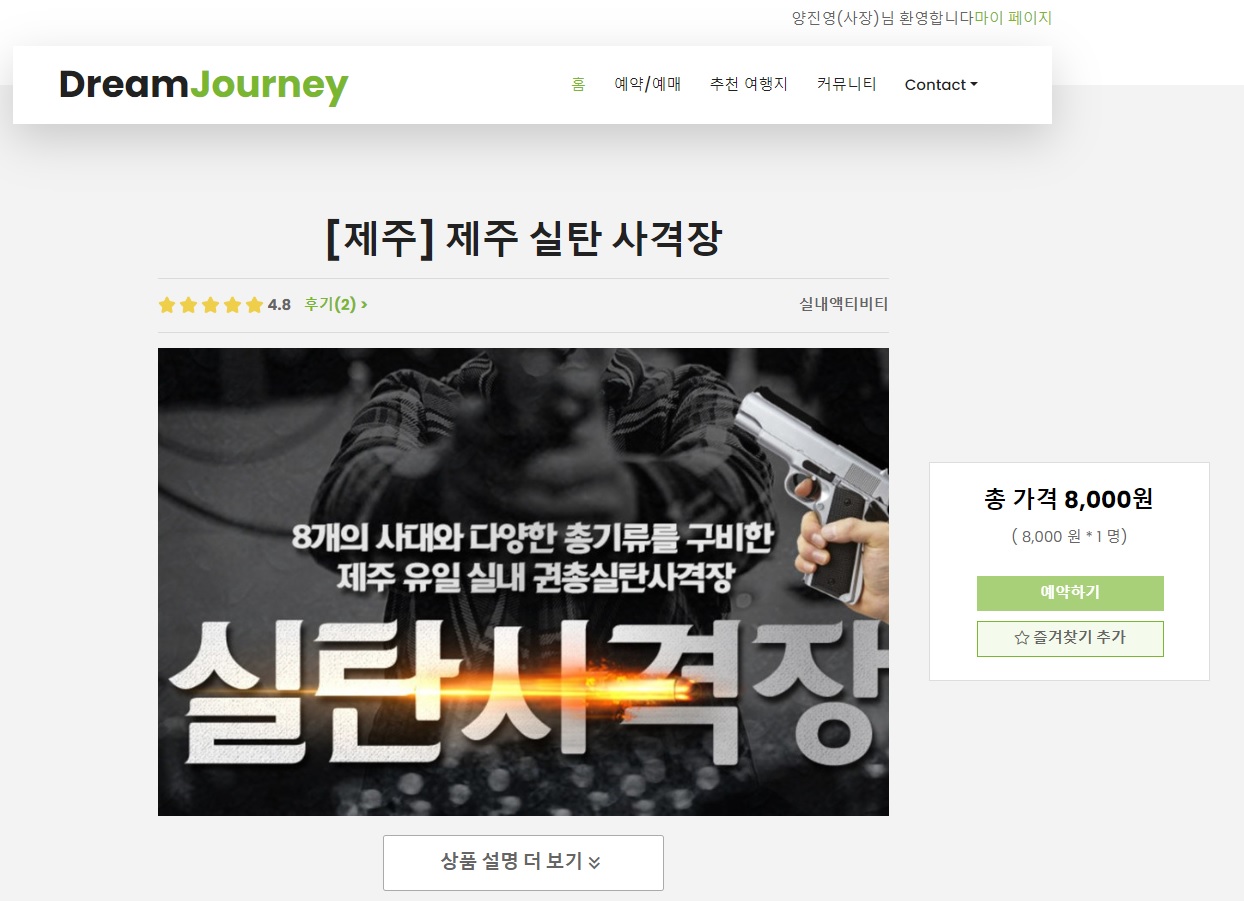 양진영(사장)님 환영합니다마이 페이지
DreamJourney
홈 예약/예매 추천 여행지 커뮤니티 Contact
[제주] 제주 실탄 사격장
4.8 후기(2) >
실내액티비티
8개의 사대와 다양한 총기류를 구비한
제주 유일 실내 권총실탄사격장
실탄사격장
총 가격 8,000원
( 8,000 원 * 1 명)
예약하기
즐겨찾기 추가
상품 설명 더 보기